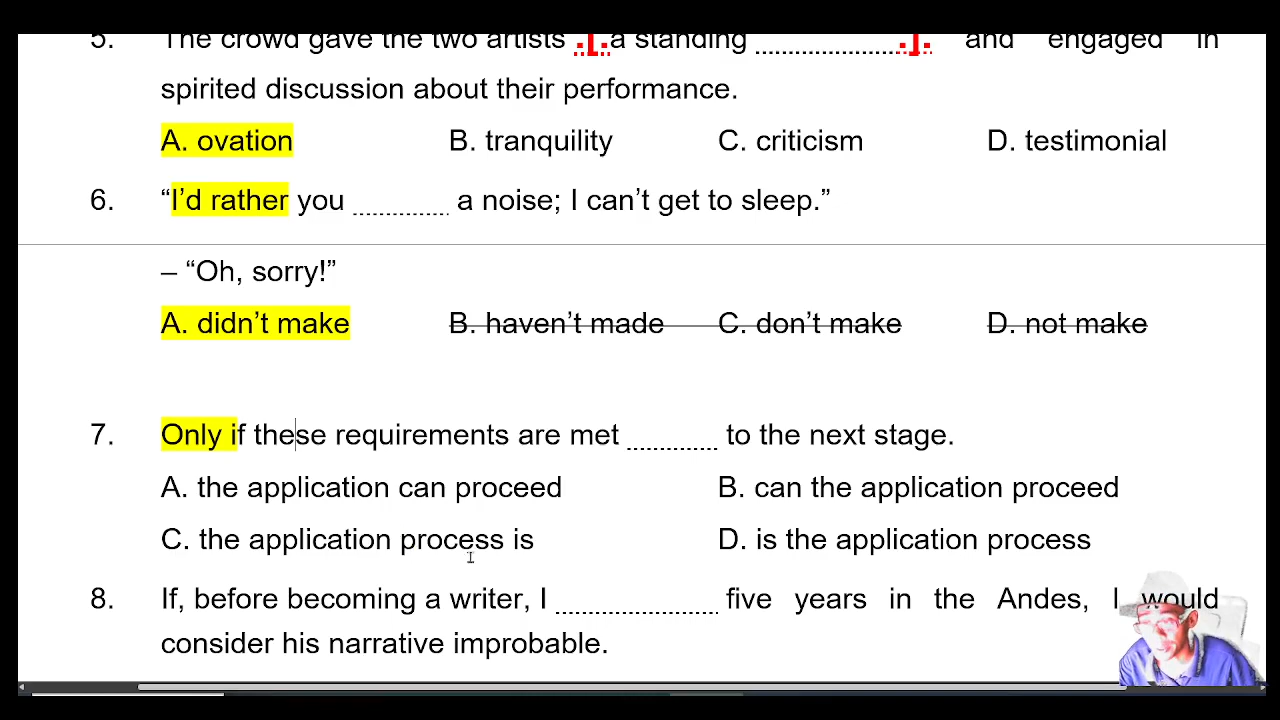 5. The crowd gave the two artists .[. a standing .................... .]. and engaged in
spirited discussion about their performance.
A. ovation B. tranquility C. criticism D. testimonial
6. “I’d rather you ............ a noise; I can’t get to sleep.”
– “Oh, sorry!”
A. didn’t make B. haven’t made C. don’t make D. not make
7. Only if these requirements are met ............ to the next stage.
A. the application can proceed B. can the application proceed
C. the application process is D. is the application process
8. If, before becoming a writer, I .................... five years in the Andes, I would
consider his narrative improbable.